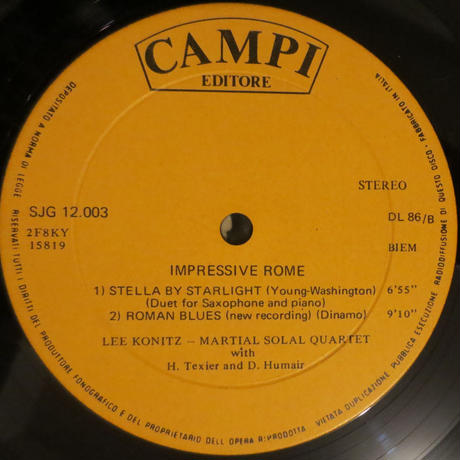 CAMPI
EDITORE
STEREO
SJG 12.003
DL 86/B
2F8KY
15819
BIEM
IMPRESSIVE ROME
1) STELLA BY STARLIGHT (Young-Washington) 6'55"
(Duet for Saxophone and piano)
2) ROMAN BLUES (new recording) (Dinamo) 9'10"
LEE KONITZ – MARTIAL SOLAL QUARTET
with
H. Texier and D. Humair
DEPOSITATO A NORMA DI LEGGE RISERVATI TUTTI I DIRITTI DEL PRODUTTORE FONOGRAFICO E DEL PROPRIETARIO DELL OPERA RIPRODOTTA VIETATA DUPLICAZIONE PUBBLICA ESECUZIONE RADIODIFFUSIONE DI QUESTO DISCO - FABBRICATO IN ITALIA